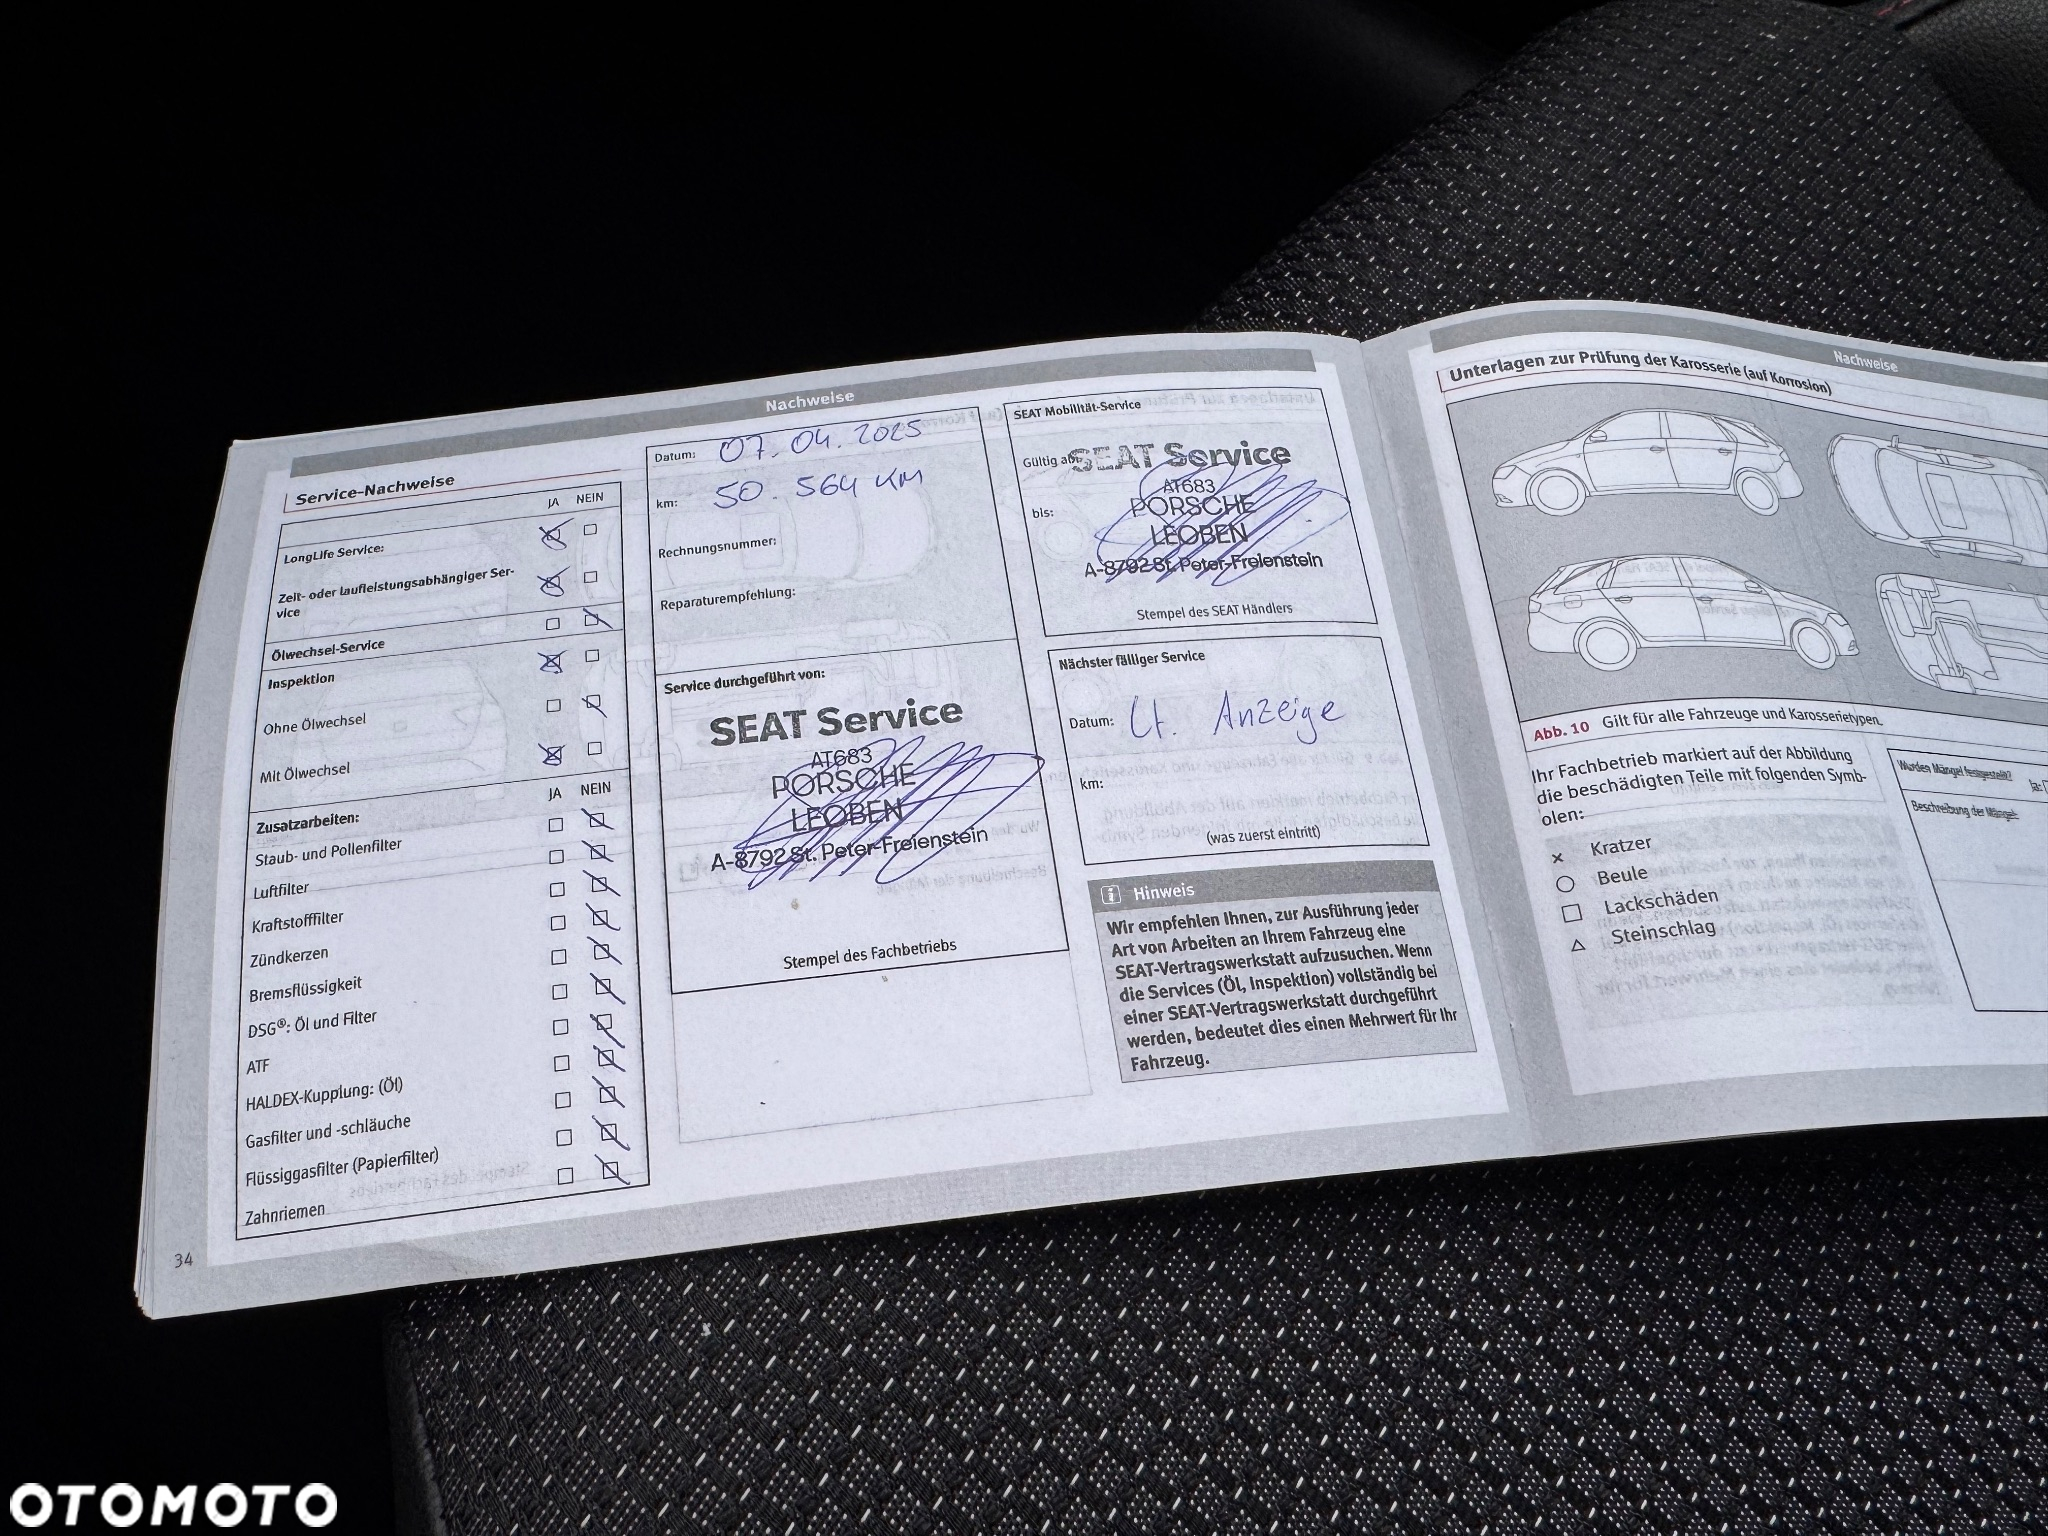 Nachweise
Service-Nachweise
JA NEIN
LongLife Service:
Zeit- oder laufleistungsabhängiger Ser-
vice
Ölwechsel-Service
Inspektion
Ohne Ölwechsel
Mit Ölwechsel
JA NEIN
Zusatzarbeiten:
Staub- und Pollenfilter
Luftfilter
Kraftstofffilter
Zündkerzen
Bremsflüssigkeit
DSG®: Öl und Filter
ATF
HALDEX-Kupplung: (Öl)
Gasfilter und -schläuche
Flüssiggasfilter (Papierfilter)
Zahnriemen
34
Datum: 07.04.2025
km: 50.564 KM
Rechnungsnummer:
Reparaturempfehlung:
Service durchgeführt von:
SEAT Service
AT683
PORSCHE
LEOBEN
A-8792 St. Peter-Freienstein
Stempel des Fachbetriebs
SEAT Mobilität-Service
Gültig ab:
SEAT Service
AT683
bis:
PORSCHE
LEOBEN
A-8792 St. Peter-Freienstein
Stempel des SEAT Händlers
Nächster fälliger Service
Datum: Lt. Anzeige
km:
(was zuerst eintritt)
i Hinweis
Wir empfehlen Ihnen, zur Ausführung jeder
Art von Arbeiten an Ihrem Fahrzeug eine
SEAT-Vertragswerkstatt aufzusuchen. Wenn
die Services (Öl, Inspektion) vollständig bei
einer SEAT-Vertragswerkstatt durchgeführt
werden, bedeutet dies einen Mehrwert für Ihr
Fahrzeug.
Nachweise
Unterlagen zur Prüfung der Karosserie (auf Korrosion)
Abb. 10 Gilt für alle Fahrzeuge und Karosserietypen.
Ihr Fachbetrieb markiert auf der Abbildung
die beschädigten Teile mit folgenden Symb-
olen:
Kratzer
Beule
Lackschäden
Steinschlag
Wurden Mängel festgestellt? Ja:
Beschreibung der Mängel:
OTOMOTO